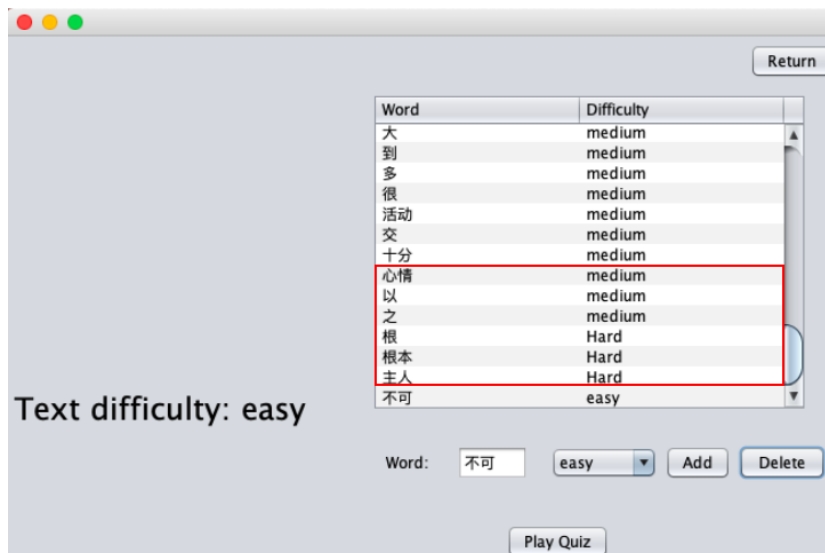 Return
Word Difficulty
大 medium
到 medium
多 medium
很 medium
活动 medium
交 medium
十分 medium
心情 medium
以 medium
之 medium
根 Hard
根本 Hard
主人 Hard
不可 easy
Text difficulty: easy
Word: 不可 easy Add Delete
Play Quiz